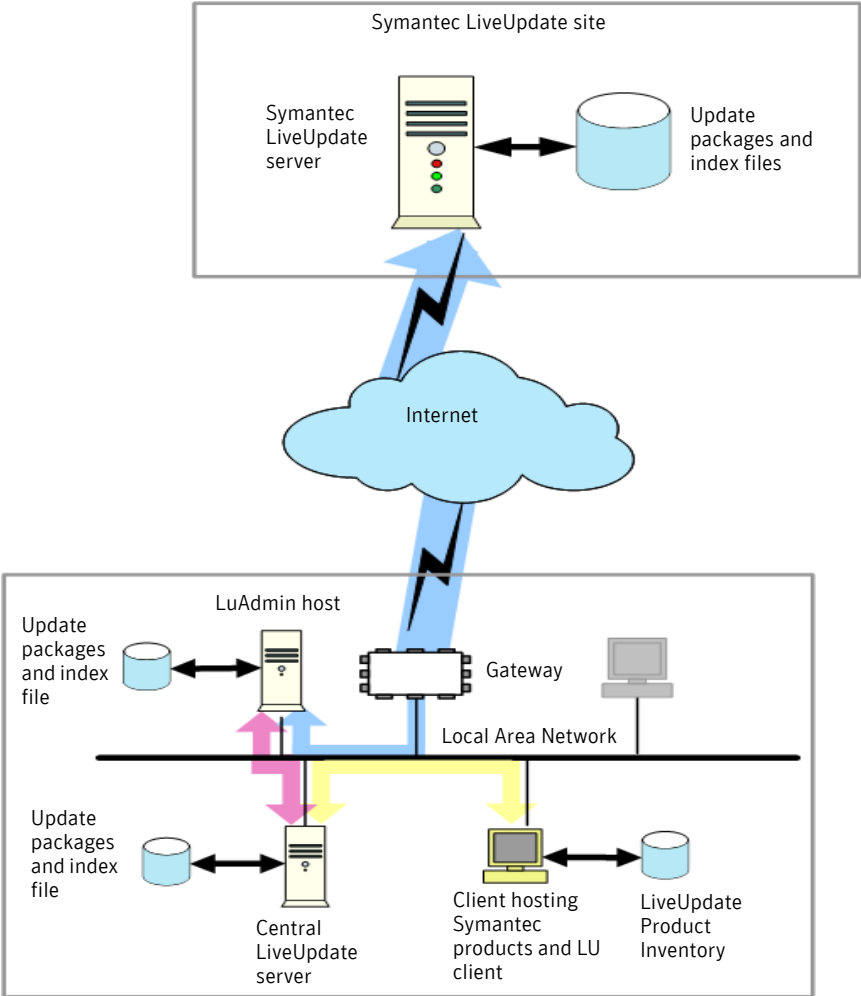 Symantec LiveUpdate site
Symantec
LiveUpdate
server
Update
packages and
index files
Internet
LuAdmin host
Update
packages
and index
file
Gateway
Local Area Network
Update
packages
and index
file
Central
LiveUpdate
server
Client hosting
Symantec
products and LU
client
LiveUpdate
Product
Inventory